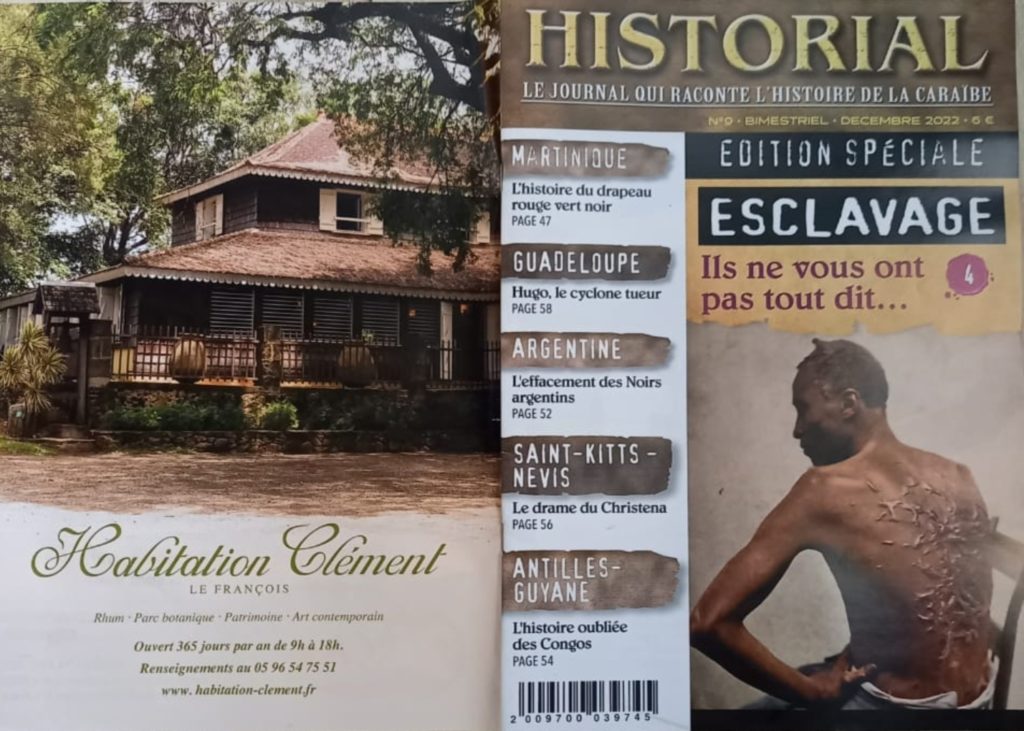 Habitation Clément
LE FRANÇOIS
Rhum · Parc botanique · Patrimoine · Art contemporain
Ouvert 365 jours par an de 9h à 18h.
Renseignements au 05 96 54 75 51
www.habitation-clement.fr
HISTORIAL
LE JOURNAL QUI RACONTE L'HISTOIRE DE LA CARAÏBE
N°9 · BIMESTRIEL · DECEMBRE 2022 · 6 €
MARTINIQUE
L'histoire du drapeau
rouge vert noir
PAGE 47
GUADELOUPE
Hugo, le cyclone tueur
PAGE 58
ARGENTINE
L'effacement des Noirs
argentins
PAGE 52
SAINT-KITTS -
NEVIS
Le drame du Christena
PAGE 56
ANTILLES-
GUYANE
L'histoire oubliée
des Congos
PAGE 54
2 009700 039745
EDITION SPÉCIALE
ESCLAVAGE
Ils ne vous ont
pas tout dit...
4